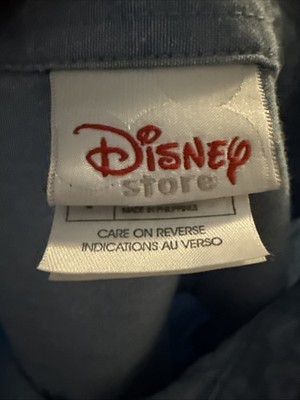 Disney
store
MADE IN PHILIPPINES
CARE ON REVERSE
INDICATIONS AU VERSO